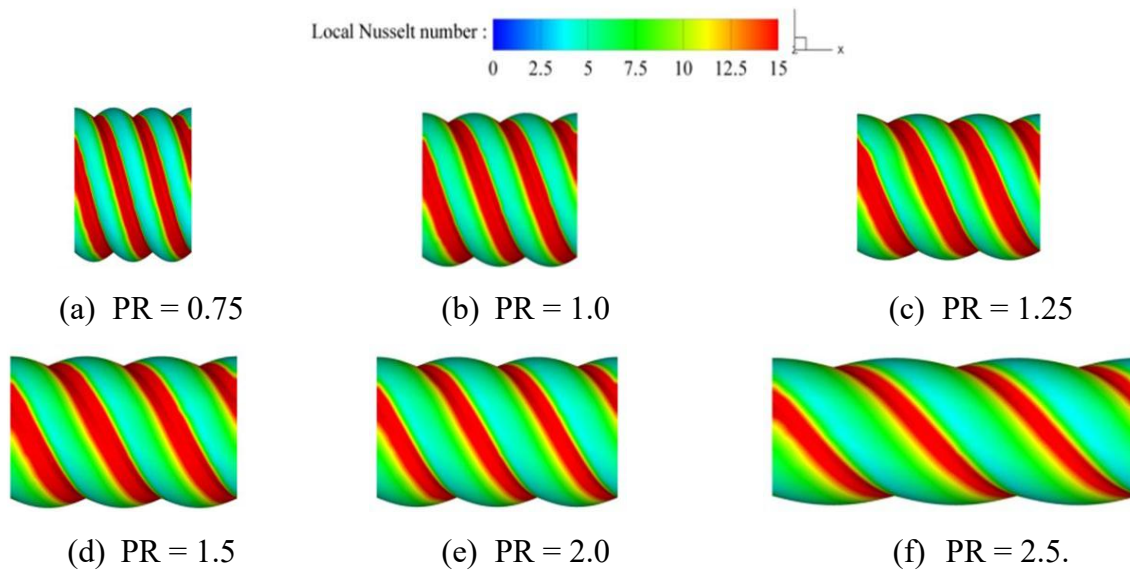 Local Nusselt number :
0 2.5 5 7.5 10 12.5 15
x
(a) PR = 0.75
(b) PR = 1.0
(c) PR = 1.25
(d) PR = 1.5
(e) PR = 2.0
(f) PR = 2.5.